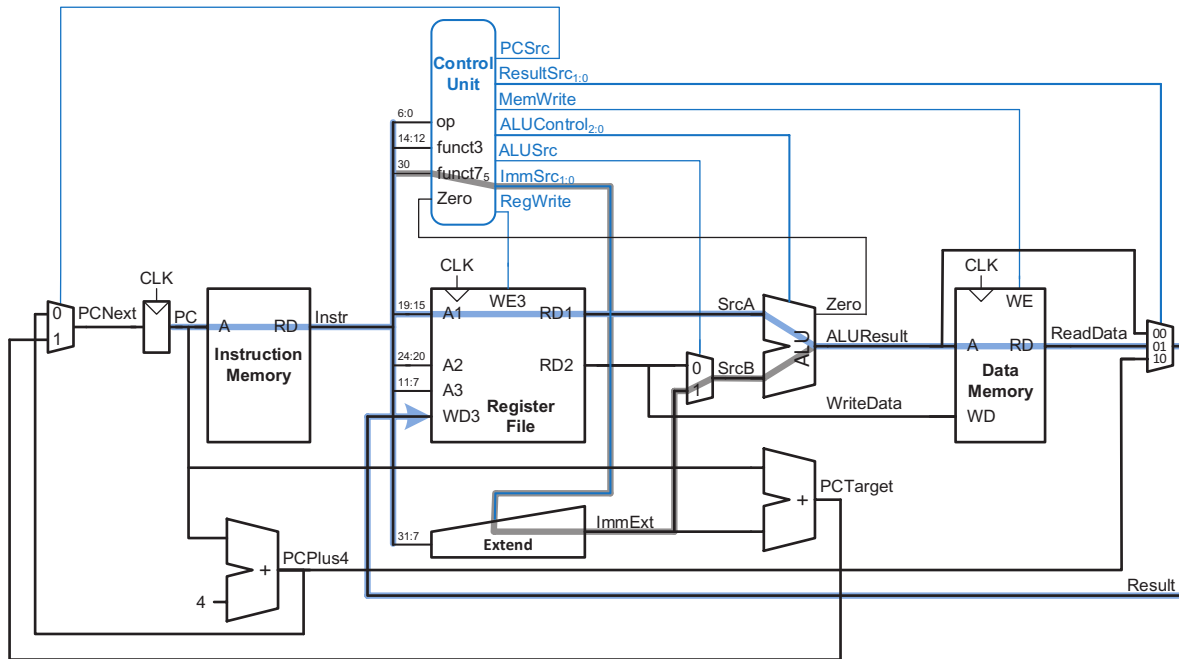 PCSrc
Control
Unit
ResultSrc1:0
MemWrite
6:0
op
ALUControl2:0
14:12
funct3
ALUSrc
30
funct75
ImmSrc1:0
Zero
RegWrite
CLK
CLK
CLK
0
1
PCNext
PC
A
RD
Instr
Instruction
Memory
19:15
A1
WE3
RD1
SrcA
24:20
A2
RD2
0
1
SrcB
11:7
A3
WD3
Register
File
ALU
Zero
ALUResult
WriteData
WE
A
RD
Data
Memory
WD
ReadData
00
01
10
31:7
Extend
ImmExt
+
PCTarget
4
+
PCPlus4
Result